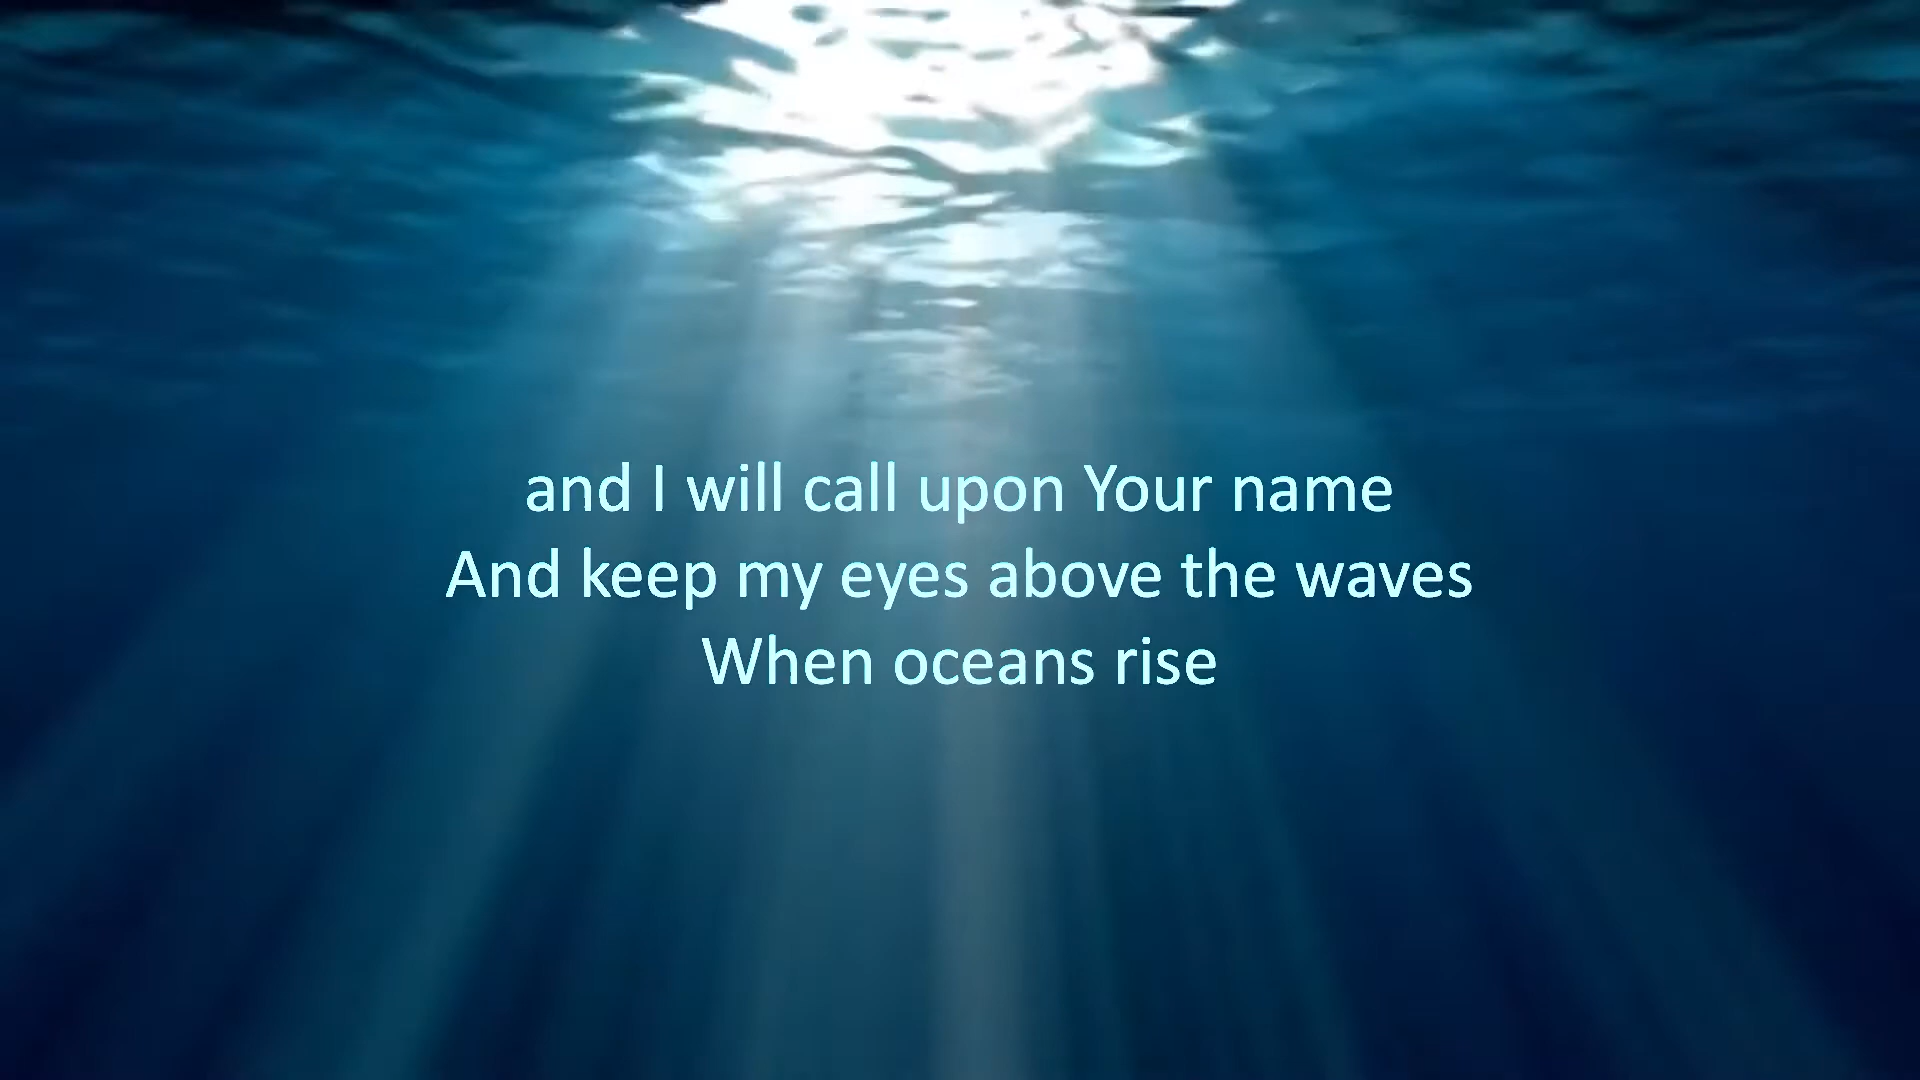 and I will call upon Your name
And keep my eyes above the waves
When oceans rise